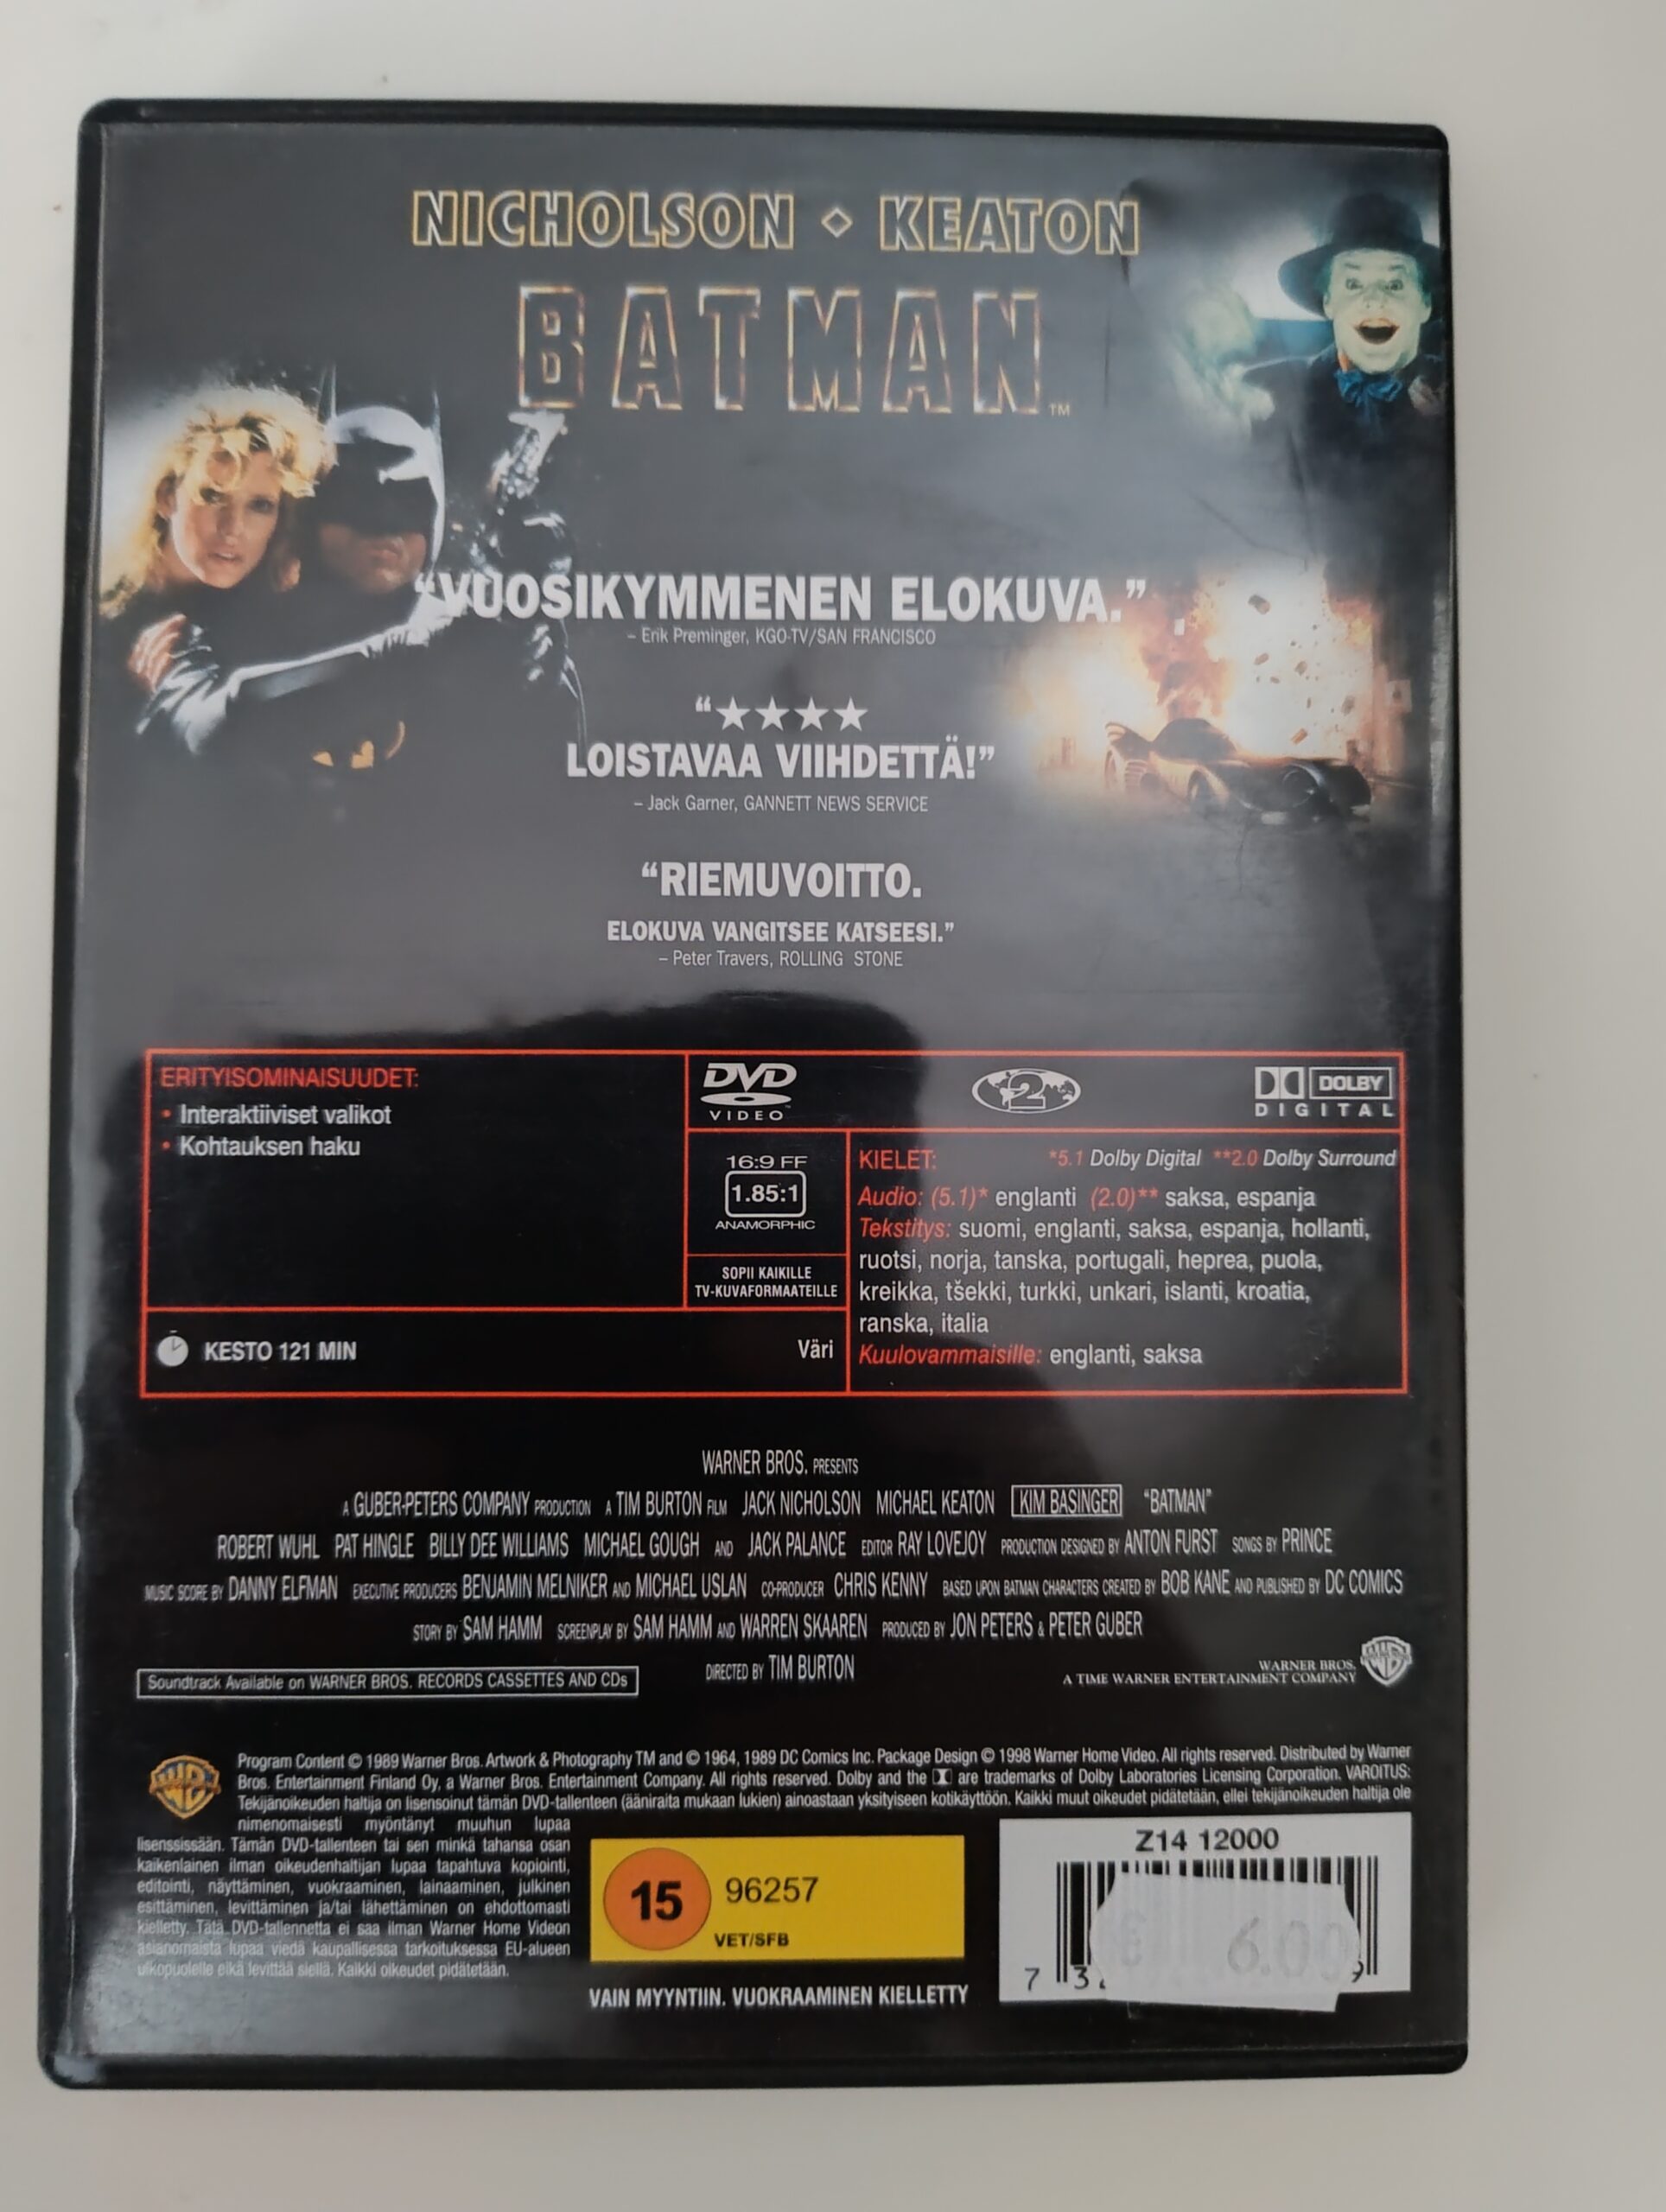 NICHOLSON ⋄ KEATON
BATMAN™
“VUOSIKYMMENEN ELOKUVA.”
– Erik Preminger, KGO-TV/SAN FRANCISCO
“★★★★
LOISTAVAA VIIHDETTÄ!”
– Jack Garner, GANNETT NEWS SERVICE
“RIEMUVOITTO.
ELOKUVA VANGITSEE KATSEESI.”
– Peter Travers, ROLLING STONE
ERITYISOMINAISUUDET:
• Interaktiiviset valikot
• Kohtauksen haku
DVD
VIDEO
2
DOLBY
DIGITAL
16:9 FF
1.85:1
ANAMORPHIC
SOPII KAIKILLE
TV-KUVAFORMAATEILLE
KESTO 121 MIN
Väri
KIELET: *5.1 Dolby Digital **2.0 Dolby Surround
Audio: (5.1)* englanti (2.0)** saksa, espanja
Tekstitys: suomi, englanti, saksa, espanja, hollanti,
ruotsi, norja, tanska, portugali, heprea, puola,
kreikka, tšekki, turkki, unkari, islanti, kroatia,
ranska, italia
Kuulovammaisille: englanti, saksa
WARNER BROS. PRESENTS
A GUBER-PETERS COMPANY PRODUCTION A TIM BURTON FILM JACK NICHOLSON MICHAEL KEATON KIM BASINGER “BATMAN”
ROBERT WUHL PAT HINGLE BILLY DEE WILLIAMS MICHAEL GOUGH AND JACK PALANCE EDITOR RAY LOVEJOY PRODUCTION DESIGNED BY ANTON FURST SONGS BY PRINCE
MUSIC SCORE BY DANNY ELFMAN EXECUTIVE PRODUCERS BENJAMIN MELNIKER AND MICHAEL USLAN CO-PRODUCER CHRIS KENNY BASED UPON BATMAN CHARACTERS CREATED BY BOB KANE AND PUBLISHED BY DC COMICS
STORY BY SAM HAMM SCREENPLAY BY SAM HAMM AND WARREN SKAAREN PRODUCED BY JON PETERS & PETER GUBER
DIRECTED BY TIM BURTON
Soundtrack Available on WARNER BROS. RECORDS CASSETTES AND CDs
WARNER BROS.
A TIME WARNER ENTERTAINMENT COMPANY
Program Content © 1989 Warner Bros. Artwork & Photography TM and © 1964, 1989 DC Comics Inc. Package Design © 1998 Warner Home Video. All rights reserved. Distributed by Warner
Bros. Entertainment Finland Oy, a Warner Bros. Entertainment Company. All rights reserved. Dolby and the are trademarks of Dolby Laboratories Licensing Corporation. VAROITUS:
Tekijänoikeuden haltija on lisensoinut tämän DVD-tallenteen (ääniraita mukaan lukien) ainoastaan yksityiseen kotikäyttöön. Kaikki muut oikeudet pidätetään, ellei tekijänoikeuden haltija ole
nimenomaisesti myöntänyt muuhun lupaa
lisenssissään. Tämän DVD-tallenteen tai sen minkä tahansa osan
kaikenlainen ilman oikeudenhaltijan lupaa tapahtuva kopiointi,
editointi, näyttäminen, vuokraaminen, lainaaminen, julkinen
esittäminen, levittäminen ja/tai lähettäminen on ehdottomasti
kielletty. Tätä DVD-tallennetta ei saa ilman Warner Home Videon
asianomaista lupaa viedä kaupallisessa tarkoituksessa EU-alueen
ulkopuolelle eikä levittää siellä. Kaikki oikeudet pidätetään.
15
96257
VET/SFB
VAIN MYYNTIIN. VUOKRAAMINEN KIELLETTY
Z14 12000
€ 6.00
7 3 9